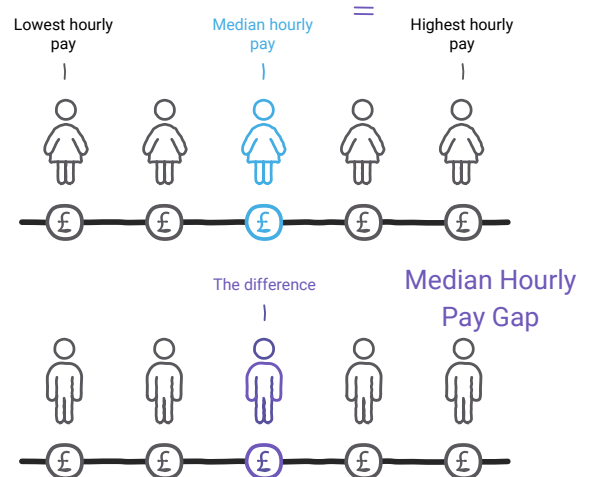 =
Lowest hourly
pay
Median hourly
pay
Highest hourly
pay
£ £ £ £ £
The difference
Median Hourly
Pay Gap
£ £ £ £ £